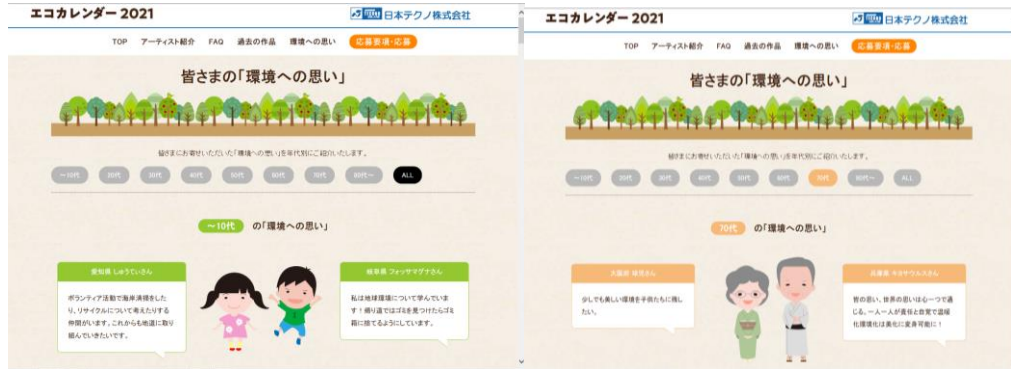 エコカレンダー 2021
日本テクノ株式会社
TOP アーティスト紹介 FAQ 過去の作品 環境への思い 応募要項・応募
皆さまの「環境への思い」
皆さまにお寄せいただいた「環境への思い」を年代別にご紹介いたします。
～10代 20代 30代 40代 50代 60代 70代 80代～ ALL
～10代 の「環境への思い」
愛知県 しゅうてぃさん
ボランティア活動で海岸清掃をした
り、リサイクルについて考えたりする
仲間がいます。これからも地道に取り
組んでいきたいです。
岐阜県 フォッサマグナさん
私は地球環境について学んでいま
す！帰り道ではゴミを見つけたらゴミ
箱に捨てるようにしています。
エコカレンダー 2021
日本テクノ株式会社
TOP アーティスト紹介 FAQ 過去の作品 環境への思い 応募要項・応募
皆さまの「環境への思い」
皆さまにお寄せいただいた「環境への思い」を年代別にご紹介いたします。
～10代 20代 30代 40代 50代 60代 70代 80代～ ALL
70代 の「環境への思い」
大阪府
少しでも美しい環境を子供たちに残し
たい。
兵庫県
皆の思い、世界の思いは心一つで通
じる。一人一人が責任と自覚で温暖
化環境化は美化に変身可能に！